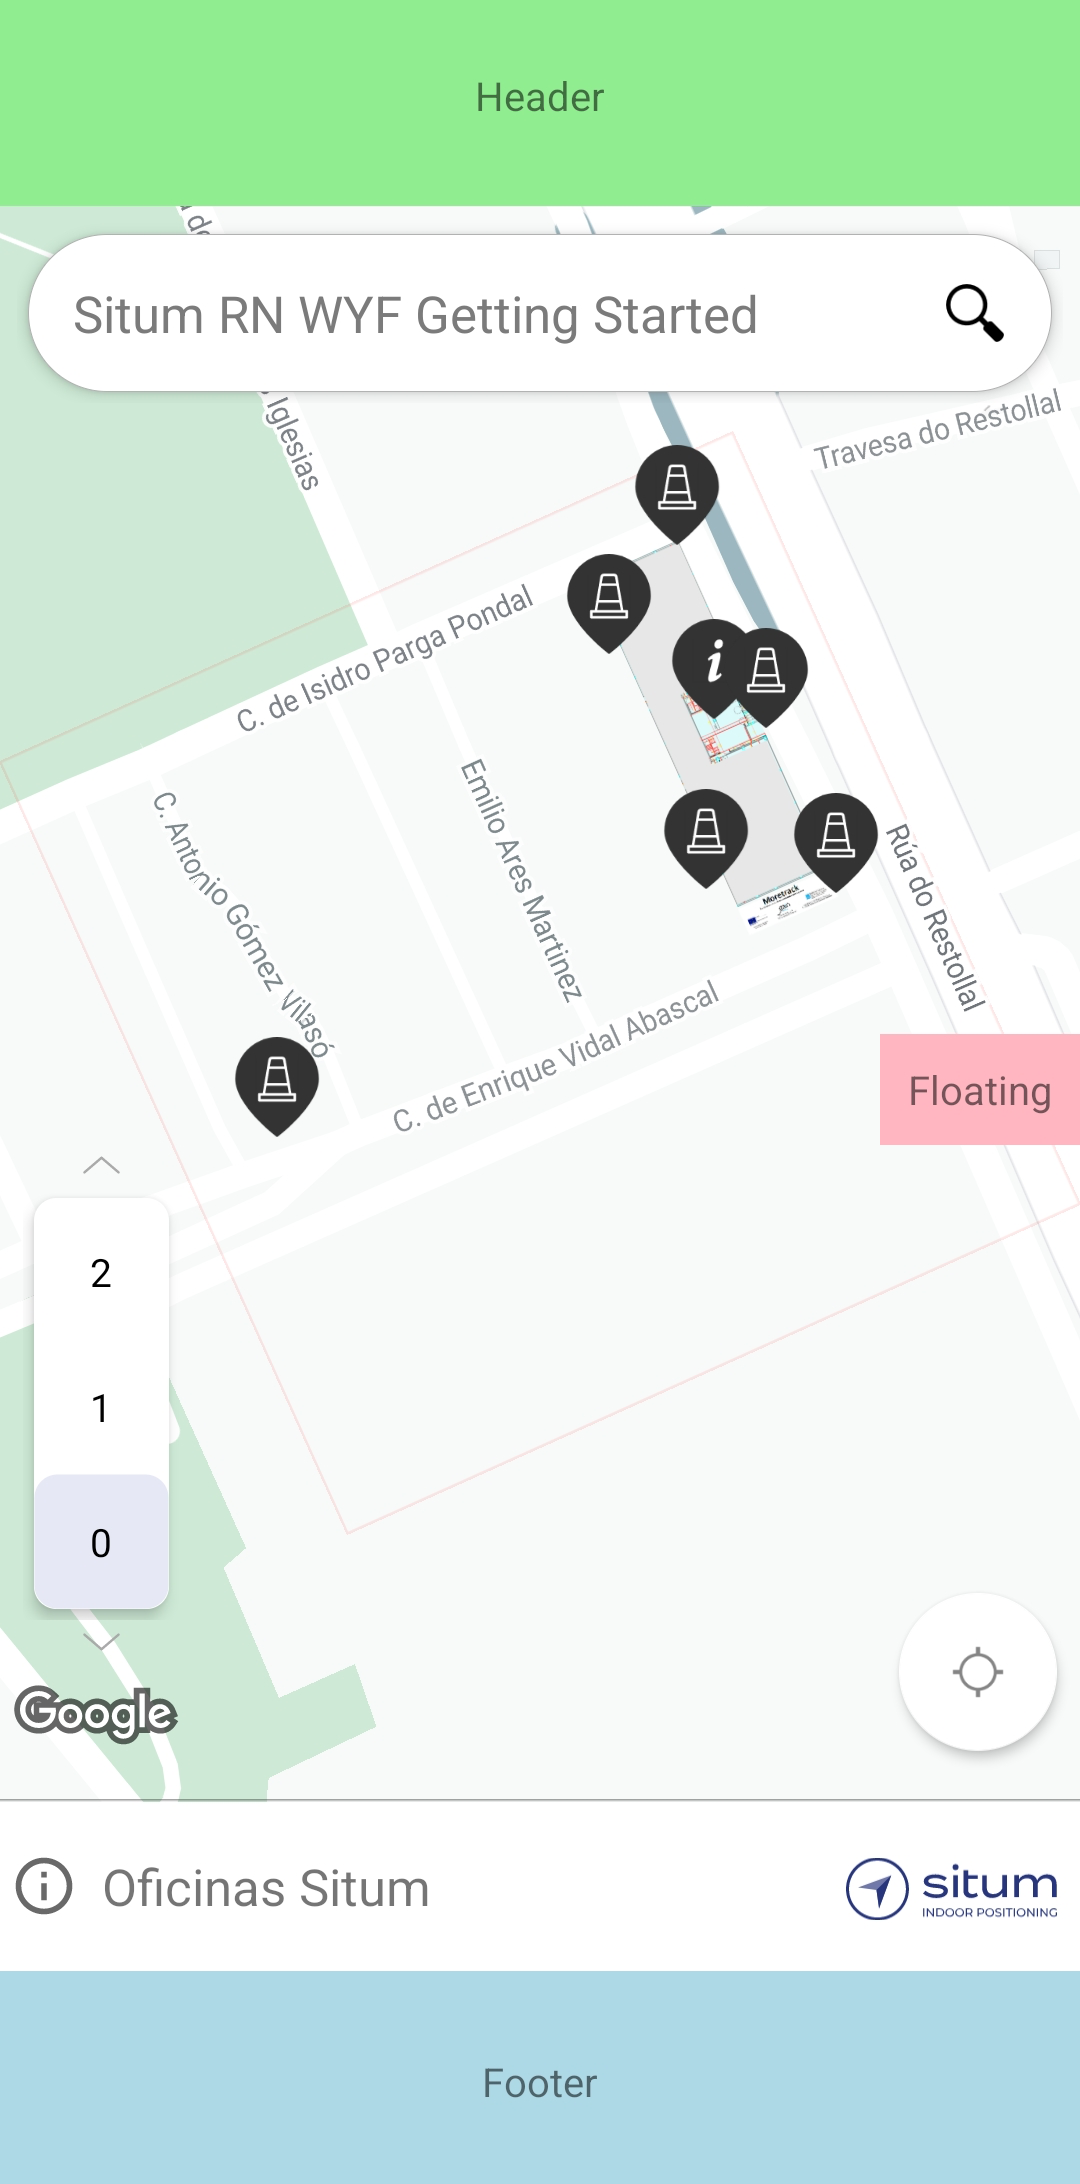 Header
Situm RN WYF Getting Started
Iglesias
Travesa do Restollal
C. de Isidro Parga Pondal
C. Antonio Gómez Vilasó
Emilio Ares Martinez
Rúa do Restollal
Moretrack
C. de Enrique Vidal Abascal
Floating
2
1
0
Google
Oficinas Situm
situm
INDOOR POSITIONING
Footer